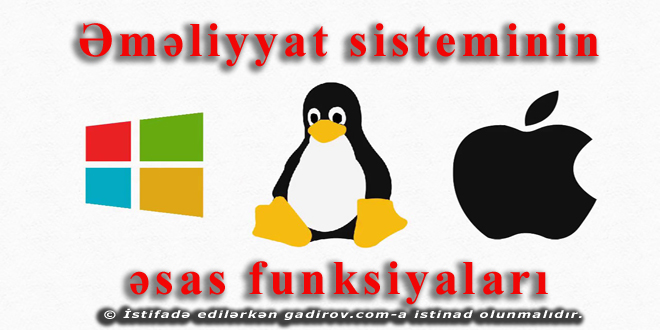 Əməliyyat sisteminin
əsas funksiyaları
© İstifadə edilərkən gadirov.com-a istinad olunmalıdır.